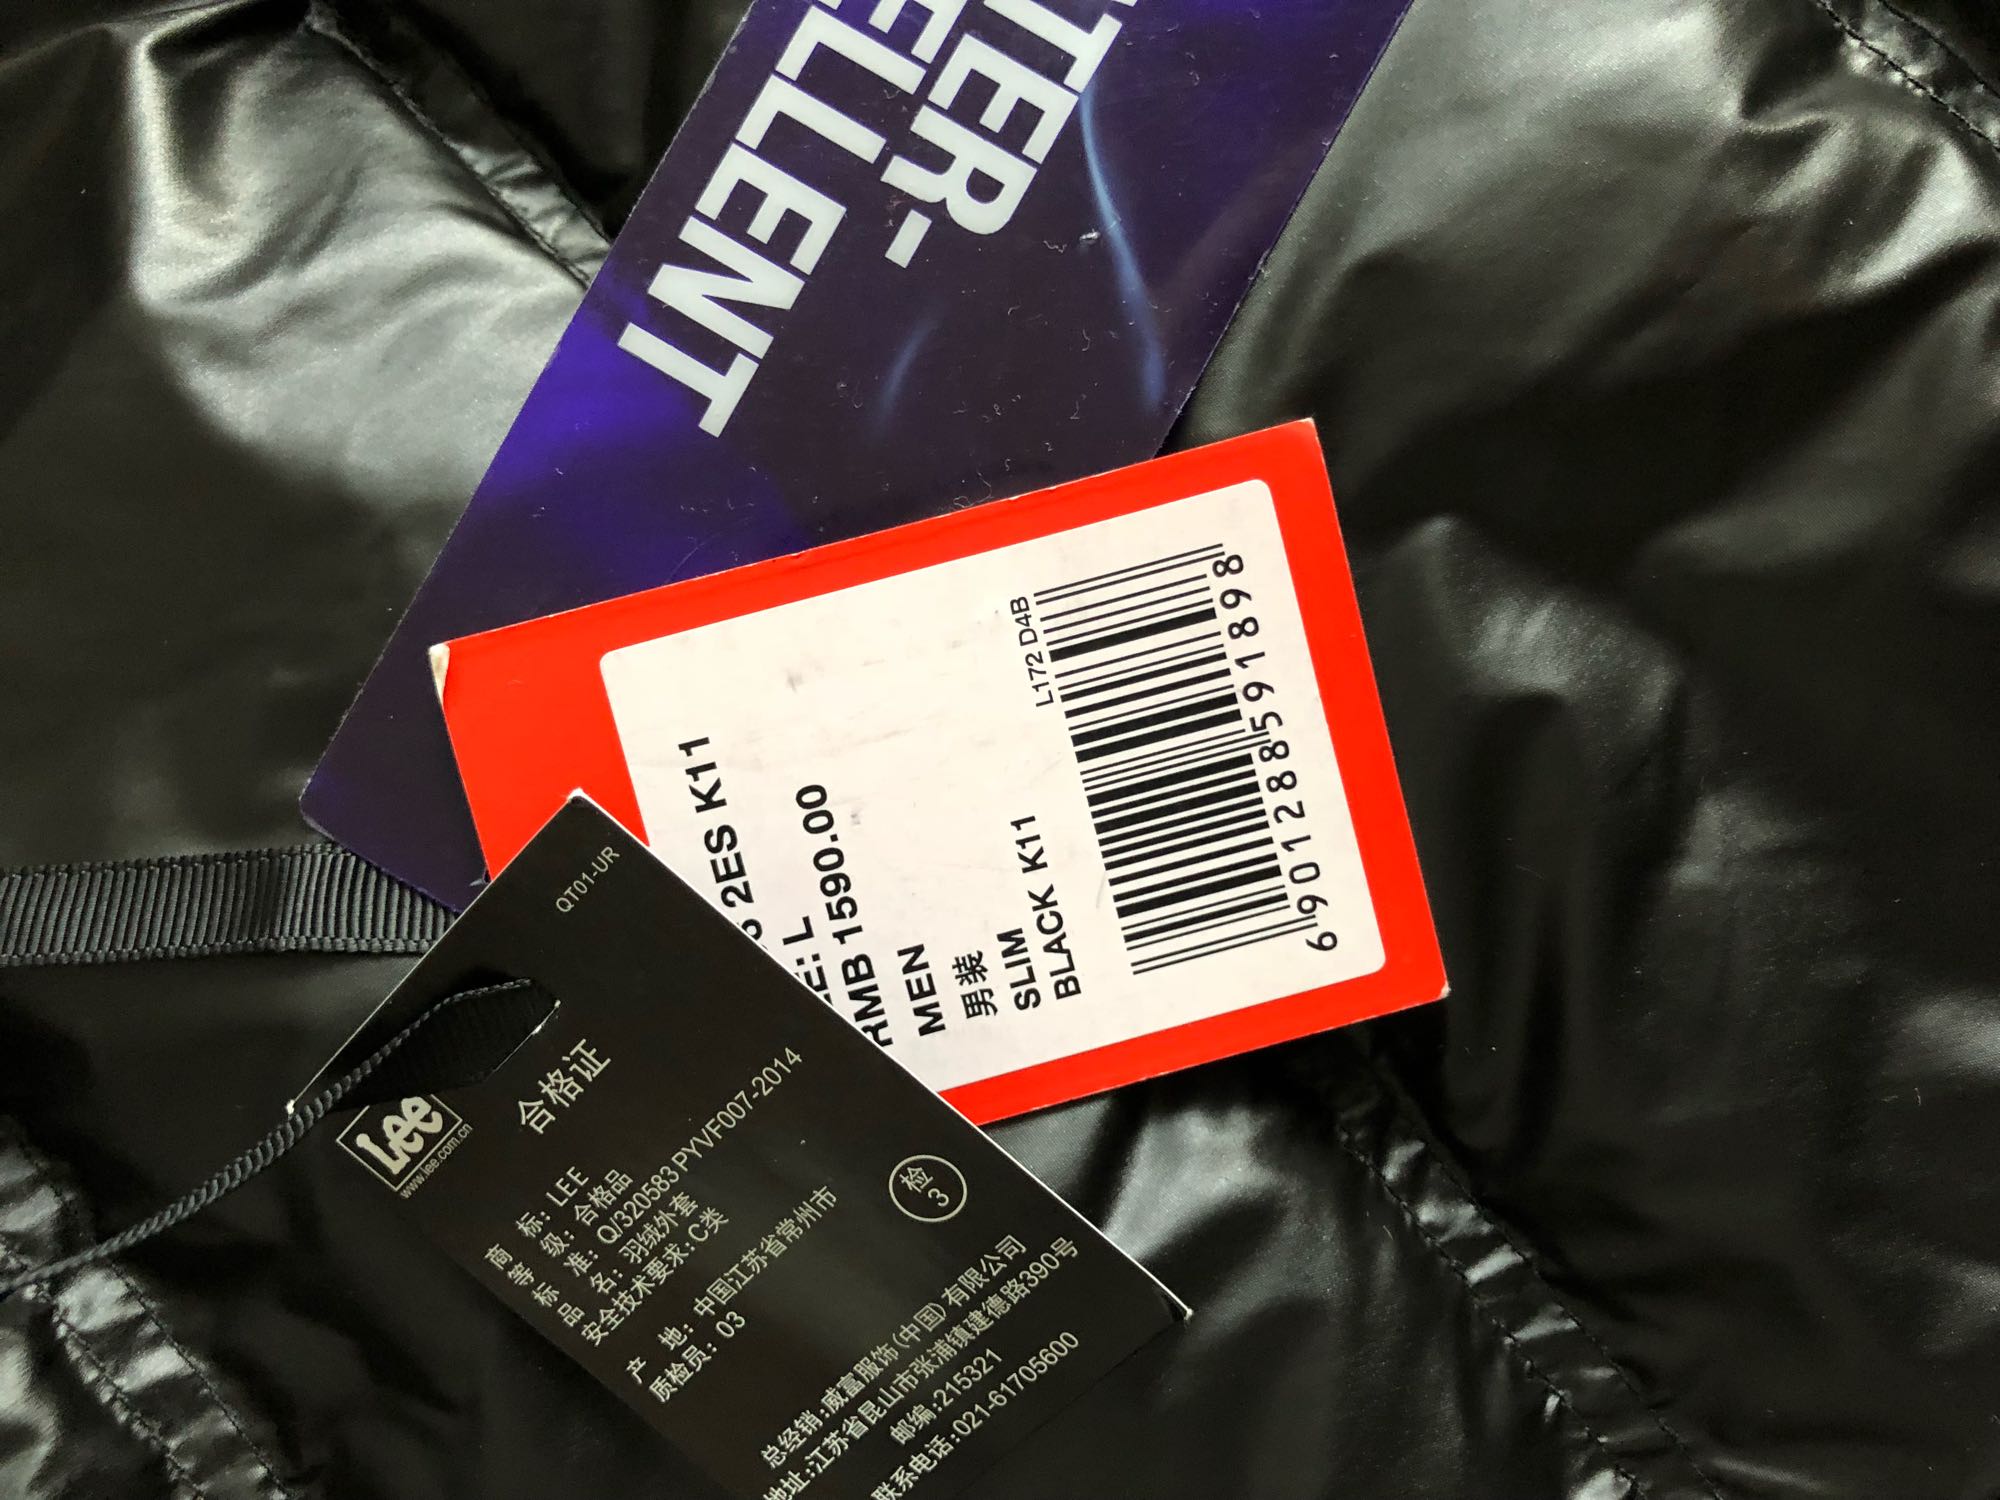 TER-
ELLENT
2ES K11
L
RMB 1590.00
MEN
男装
SLIM
BLACK K11
L172 D4B
6901288591898
QT01-UR
Lee
www.lee.com.cn
合格证
商 标: LEE
等 级: 合格品
标 准: Q/320583 PYVF007-2014
品 名: 羽绒外套
安全技术要求: C类
产 地: 中国江苏省常州市
质检员: 03
检
3
总经销:威富服饰(中国)有限公司
地址:江苏省昆山市张浦镇建德路390号
邮编:215321
联系电话:021-61705600